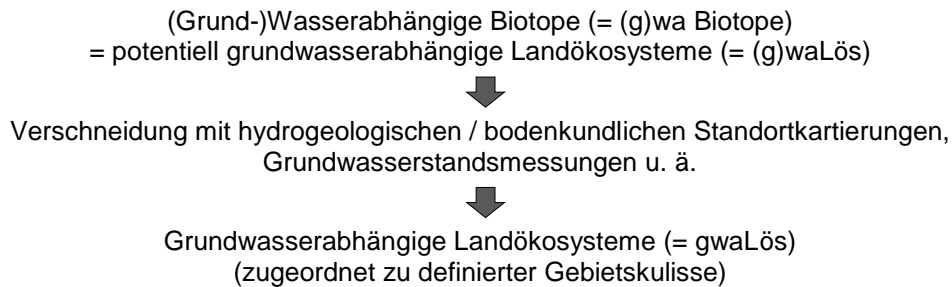 (Grund-)Wasserabhängige Biotope (= (g)wa Biotope)
= potentiell grundwasserabhängige Landökosysteme (= (g)waLös)
Verschneidung mit hydrogeologischen / bodenkundlichen Standortkartierungen,
Grundwasserstandsmessungen u. ä.
Grundwasserabhängige Landökosysteme (= gwaLös)
(zugeordnet zu definierter Gebietskulisse)